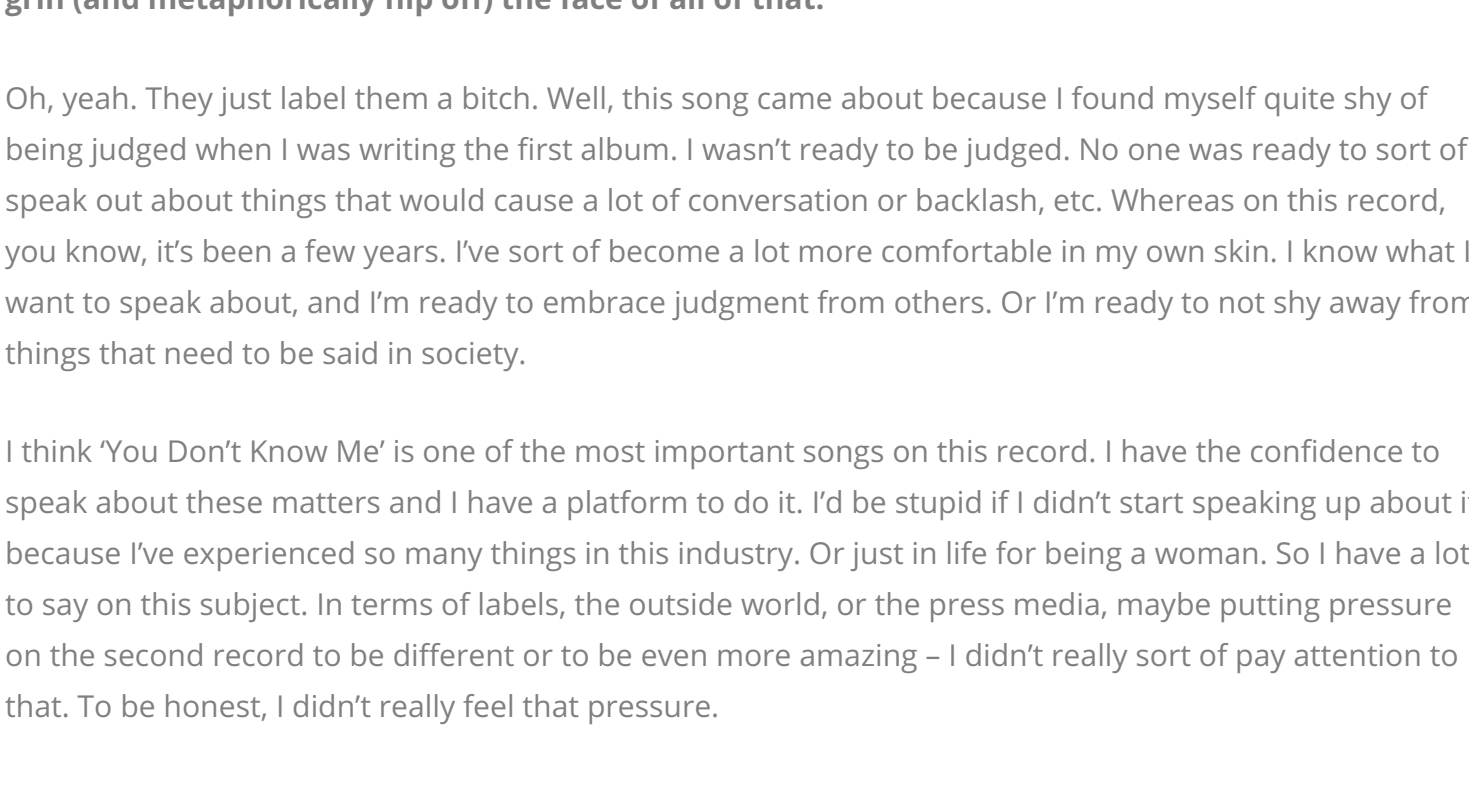 grin (and metaphorically flip off) the face of all of that.
Oh, yeah. They just label them a bitch. Well, this song came about because I found myself quite shy of
being judged when I was writing the first album. I wasn’t ready to be judged. No one was ready to sort of
speak out about things that would cause a lot of conversation or backlash, etc. Whereas on this record,
you know, it’s been a few years. I’ve sort of become a lot more comfortable in my own skin. I know what I
want to speak about, and I’m ready to embrace judgment from others. Or I’m ready to not shy away from
things that need to be said in society.
I think ‘You Don’t Know Me’ is one of the most important songs on this record. I have the confidence to
speak about these matters and I have a platform to do it. I’d be stupid if I didn’t start speaking up about it
because I’ve experienced so many things in this industry. Or just in life for being a woman. So I have a lot
to say on this subject. In terms of labels, the outside world, or the press media, maybe putting pressure
on the second record to be different or to be even more amazing – I didn’t really sort of pay attention to
that. To be honest, I didn’t really feel that pressure.